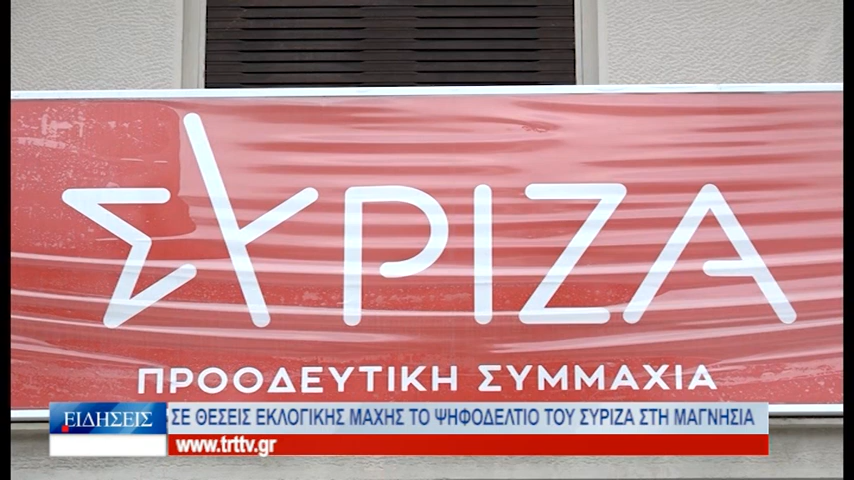 ΣΥΡΙΖΑ
ΠΡΟΟΔΕΥΤΙΚΗ ΣΥΜΜΑΧΙΑ
ΕΙΔΗΣΕΙΣ
ΣΕ ΘΕΣΕΙΣ ΕΚΛΟΓΙΚΗΣ ΜΑΧΗΣ ΤΟ ΨΗΦΟΔΕΛΤΙΟ ΤΟΥ ΣΥΡΙΖΑ ΣΤΗ ΜΑΓΝΗΣΙΑ
www.trttv.gr